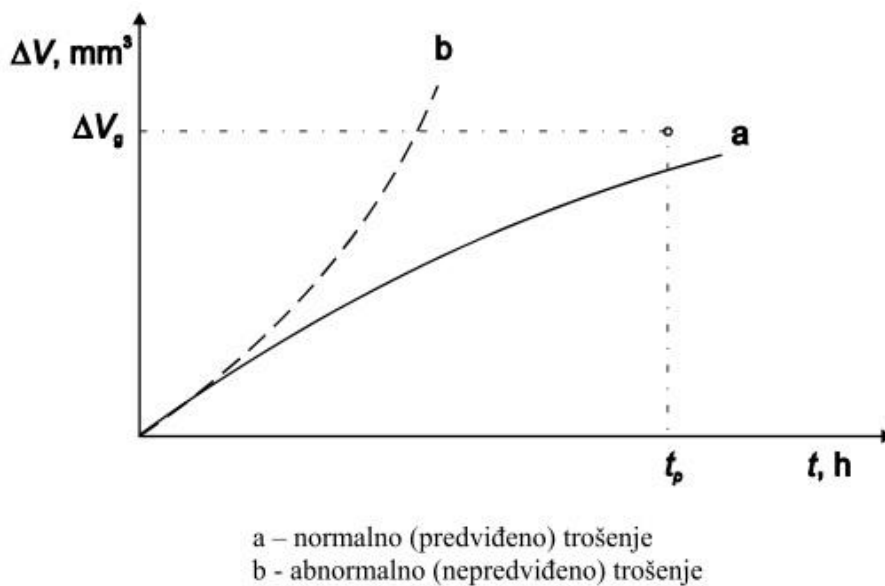 ΔV, mm³
b
ΔVg
a
tp
t, h
a – normalno (predviđeno) trošenje
b - abnormalno (nepredviđeno) trošenje